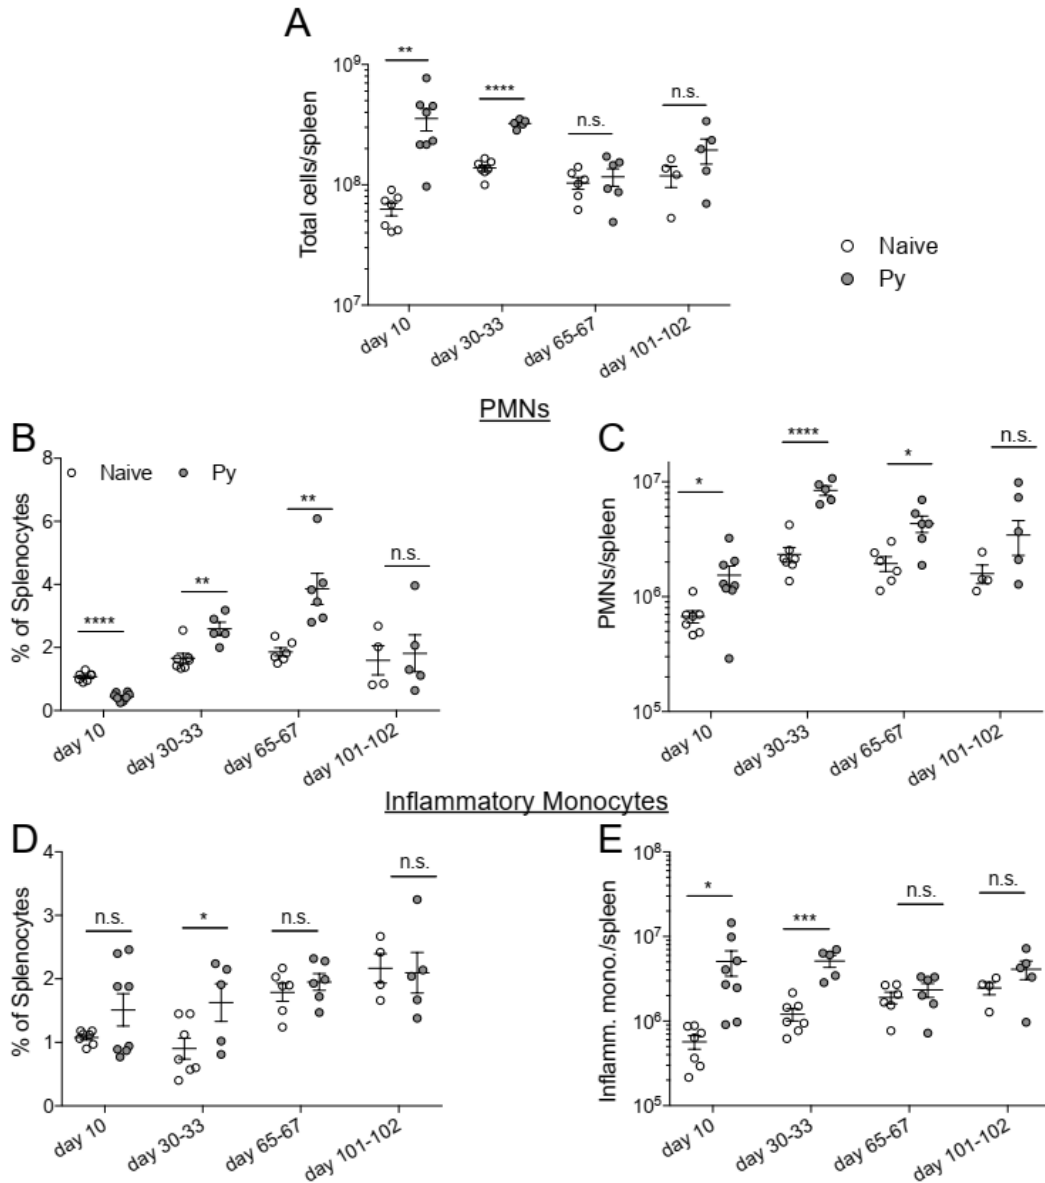 A
** **** n.s. n.s.
10⁹
10⁸
10⁷
Total cells/spleen
Naive
Py
day 10 day 30-33 day 65-67 day 101-102
PMNs
B
Naive Py
8
6
4
2
0
% of Splenocytes
**** ** ** n.s.
day 10 day 30-33 day 65-67 day 101-102
C
* **** * n.s.
10⁷
10⁶
10⁵
PMNs/spleen
day 10 day 30-33 day 65-67 day 101-102
Inflammatory Monocytes
D
4
3
2
1
0
% of Splenocytes
n.s. * n.s. n.s.
day 10 day 30-33 day 65-67 day 101-102
E
10⁸
10⁷
10⁶
10⁵
Inflamm. mono./spleen
* *** n.s. n.s.
day 10 day 30-33 day 65-67 day 101-102